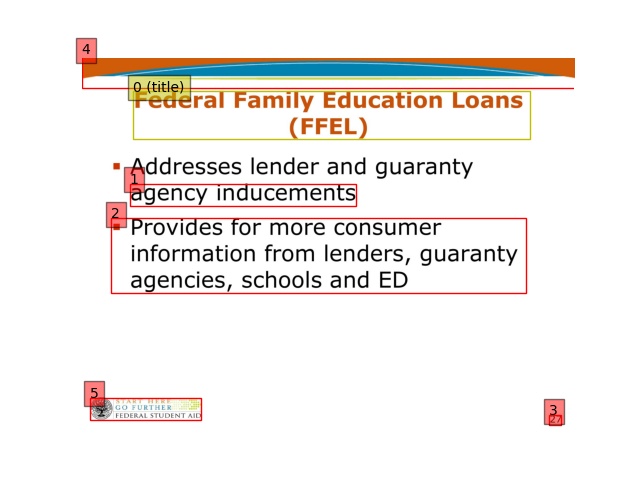 4
0 (title)
Federal Family Education Loans
(FFEL)
Addresses lender and guaranty
1
agency inducements
2
Provides for more consumer
information from lenders, guaranty
agencies, schools and ED
5
START HERE
GO FURTHER
FEDERAL STUDENT AID
3
27